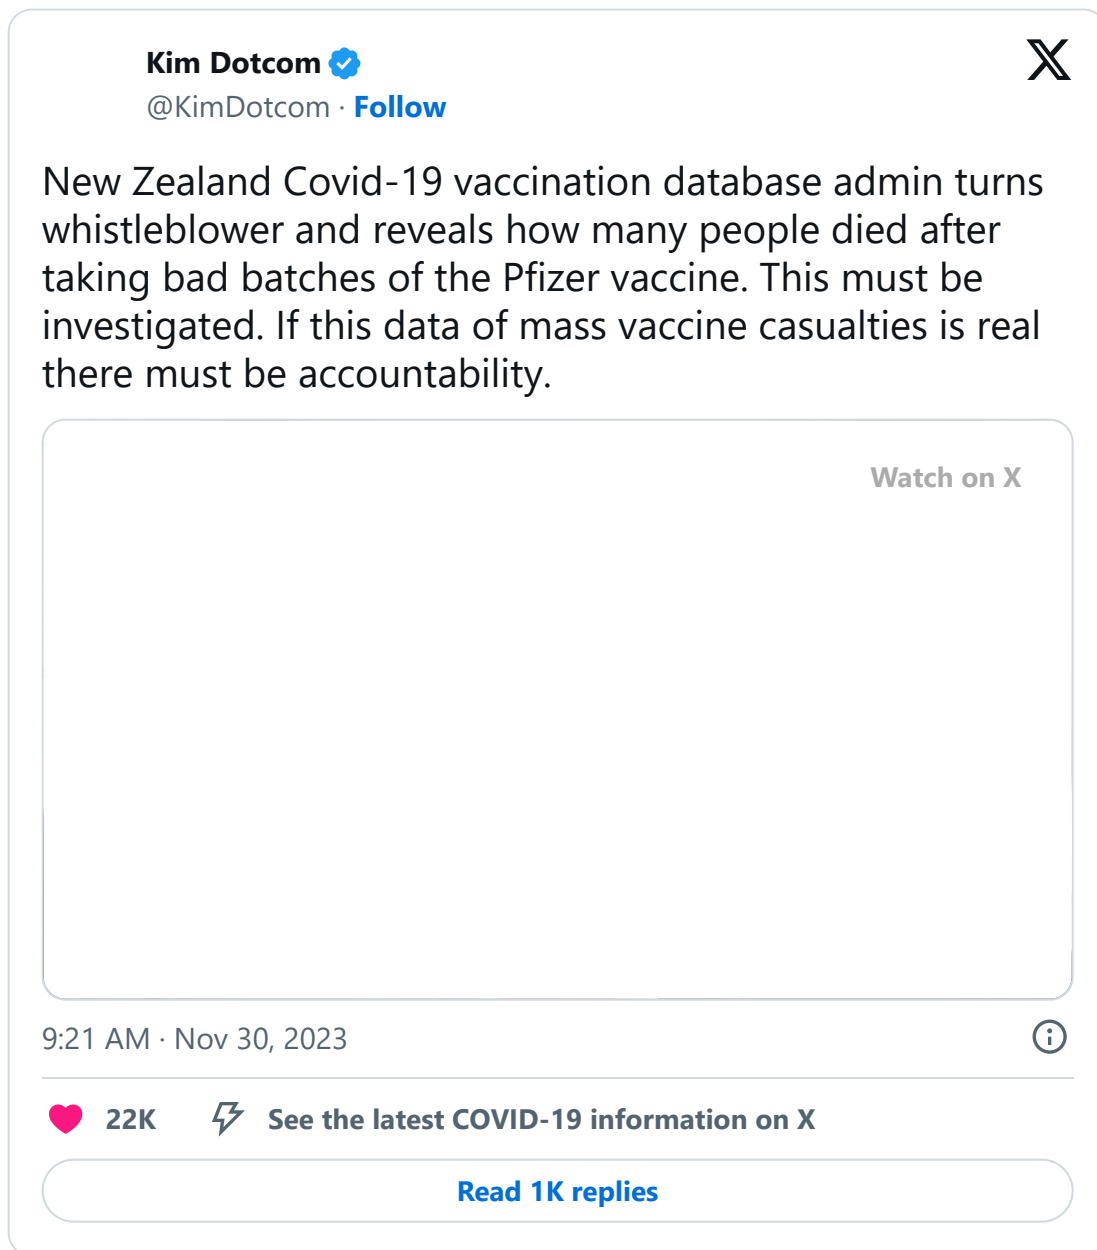 Kim Dotcom
@KimDotcom · Follow
New Zealand Covid-19 vaccination database admin turns
whistleblower and reveals how many people died after
taking bad batches of the Pfizer vaccine. This must be
investigated. If this data of mass vaccine casualties is real
there must be accountability.
Watch on X
9:21 AM · Nov 30, 2023
22K See the latest COVID-19 information on X
Read 1K replies